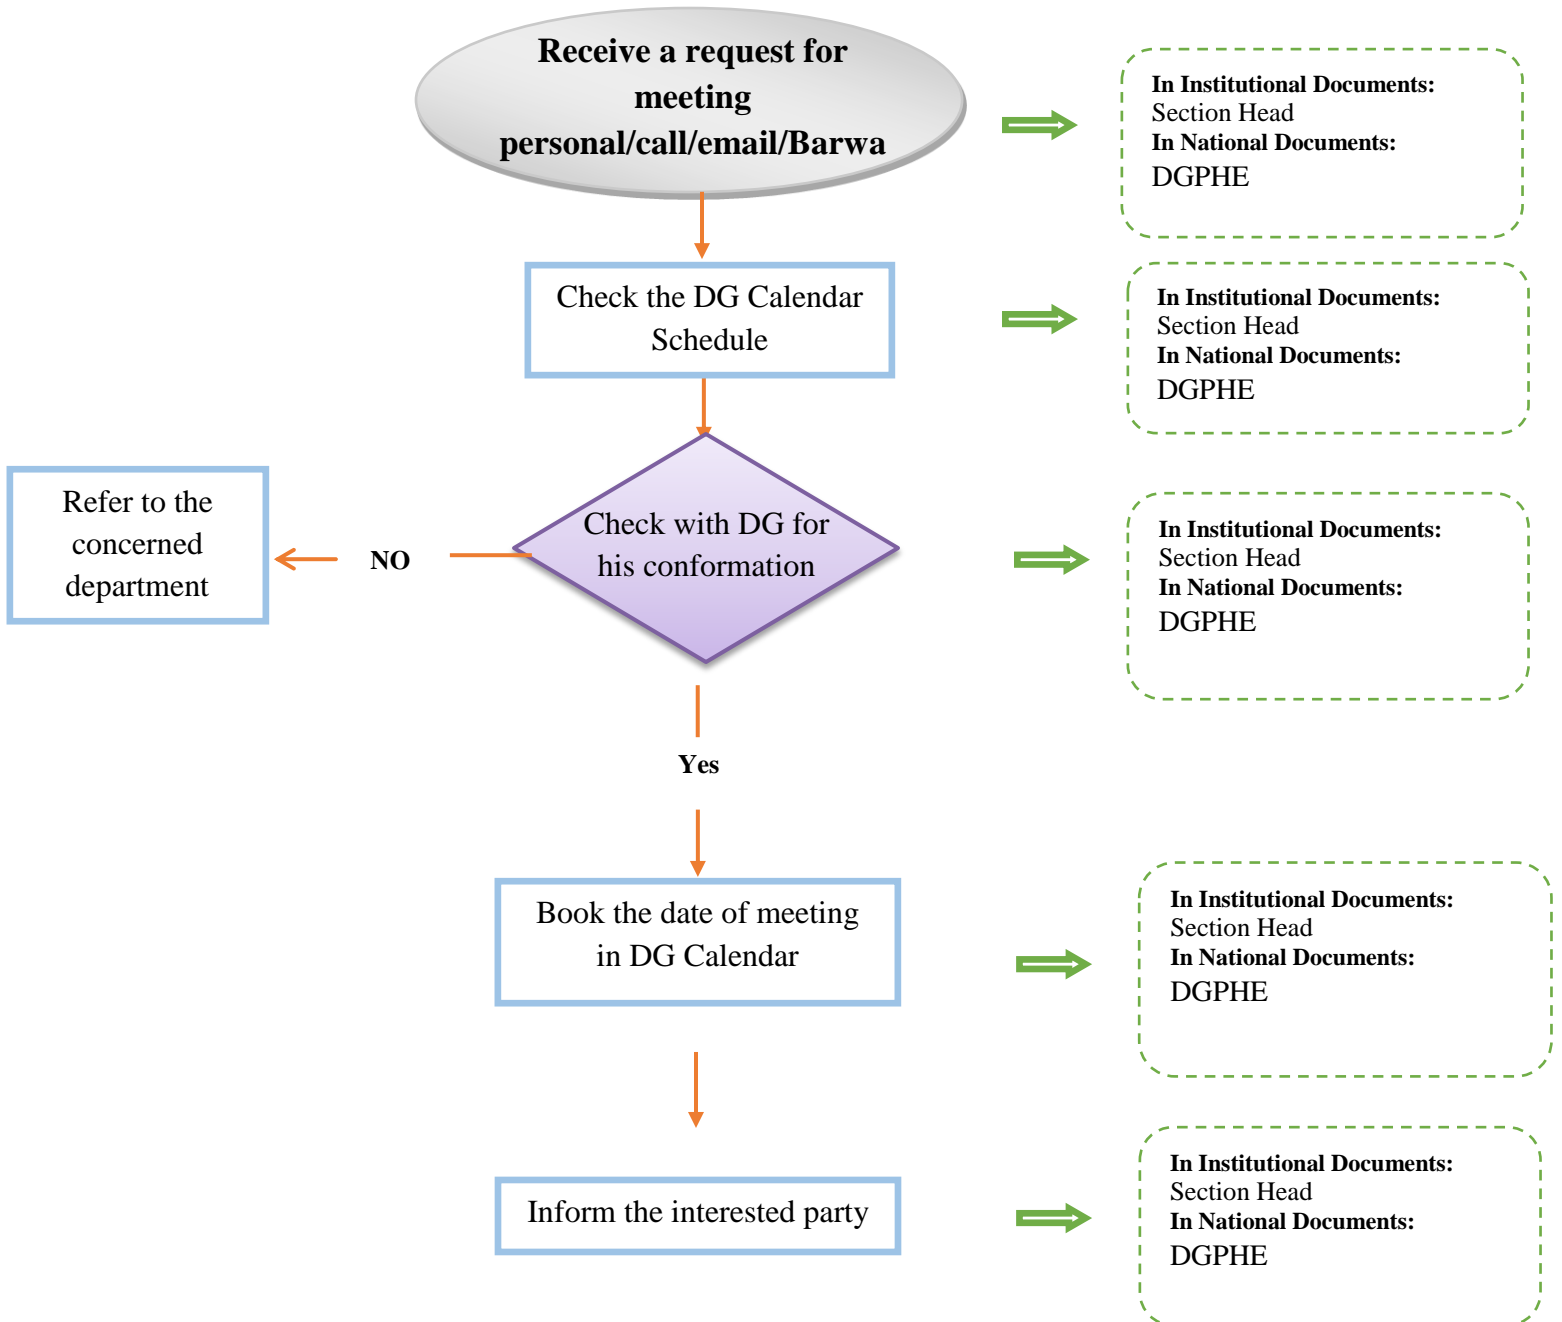 Receive a request for
meeting
personal/call/email/Barwa
In Institutional Documents:
Section Head
In National Documents:
DGPHE
Check the DG Calendar
Schedule
In Institutional Documents:
Section Head
In National Documents:
DGPHE
Refer to the
concerned
department
NO
Check with DG for
his conformation
In Institutional Documents:
Section Head
In National Documents:
DGPHE
Yes
Book the date of meeting
in DG Calendar
In Institutional Documents:
Section Head
In National Documents:
DGPHE
Inform the interested party
In Institutional Documents:
Section Head
In National Documents:
DGPHE